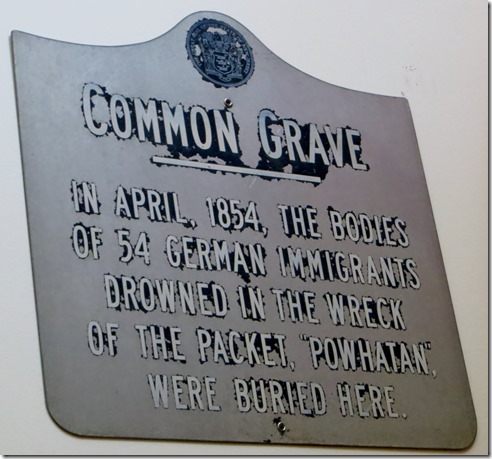 COMMON GRAVE
IN APRIL, 1854, THE BODIES
OF 54 GERMAN IMMIGRANTS
DROWNED IN THE WRECK
OF THE PACKET, "POWHATAN",
WERE BURIED HERE.